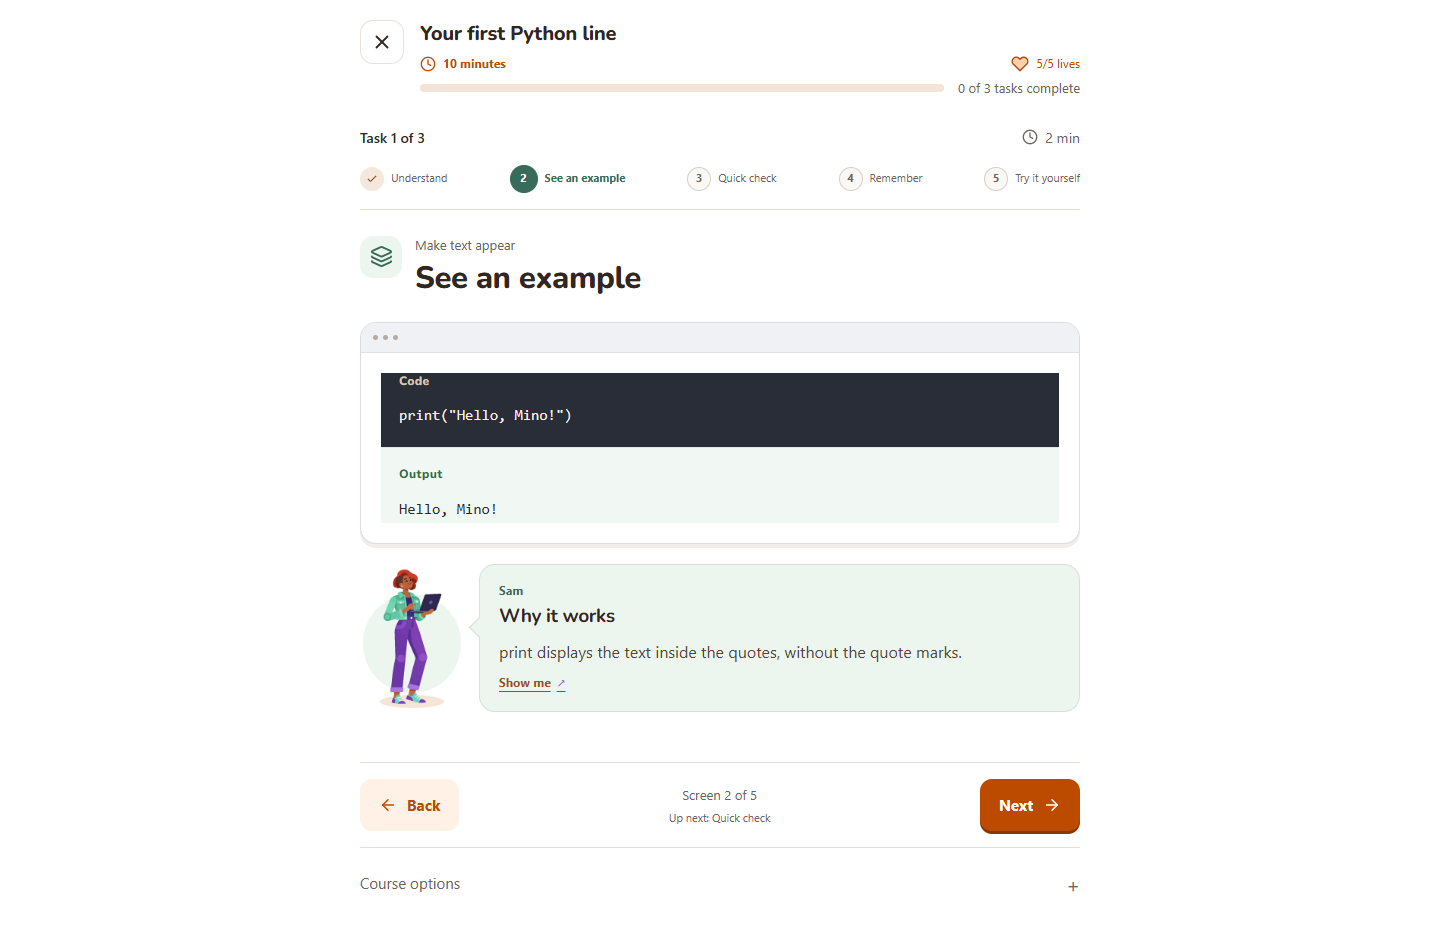 Your first Python line
10 minutes
5/5 lives
0 of 3 tasks complete
Task 1 of 3
2 min
Understand
2 See an example
3 Quick check
4 Remember
5 Try it yourself
Make text appear
See an example
Code
print("Hello, Mino!")
Output
Hello, Mino!
Sam
Why it works
print displays the text inside the quotes, without the quote marks.
Show me ↗
← Back
Screen 2 of 5
Up next: Quick check
Next →
Course options
+